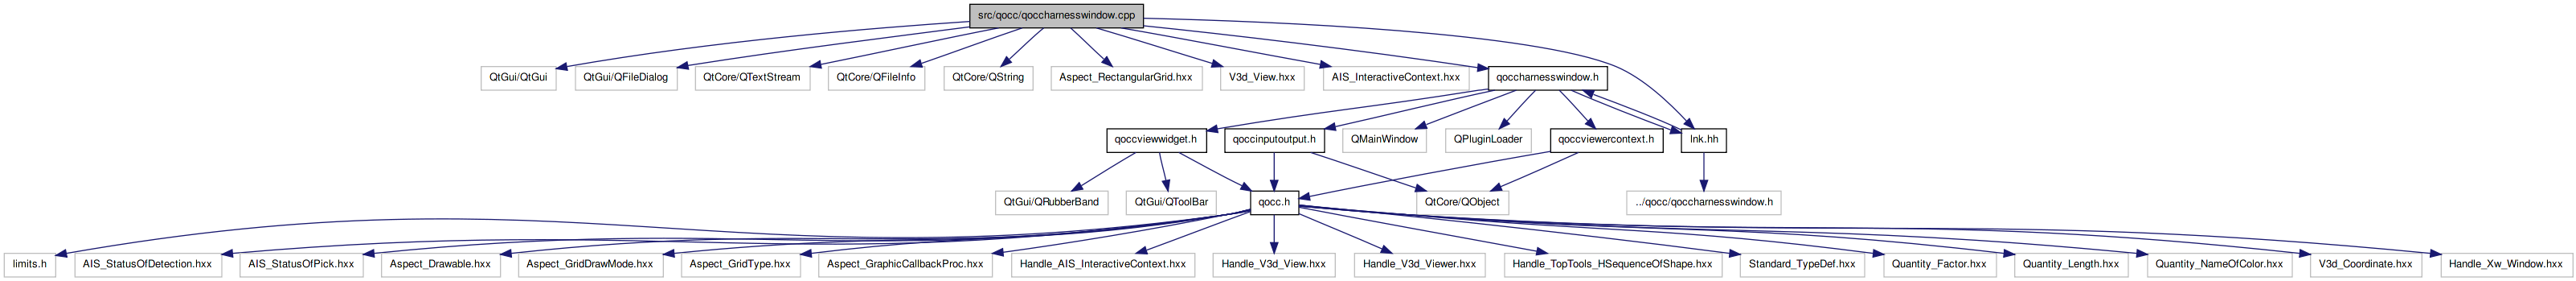 src/qocc/qoccharnesswindow.cpp
QtGui/QtGui
QtGui/QFileDialog
QtCore/QTextStream
QtCore/QFileInfo
QtCore/QString
Aspect_RectangularGrid.hxx
V3d_View.hxx
AIS_InteractiveContext.hxx
qoccharnesswindow.h
qoccviewwidget.h
qoccinputoutput.h
QMainWindow
QPluginLoader
qoccviewercontext.h
lnk.hh
QtGui/QRubberBand
QtGui/QToolBar
qocc.h
QtCore/QObject
../qocc/qoccharnesswindow.h
limits.h
AIS_StatusOfDetection.hxx
AIS_StatusOfPick.hxx
Aspect_Drawable.hxx
Aspect_GridDrawMode.hxx
Aspect_GridType.hxx
Aspect_GraphicCallbackProc.hxx
Handle_AIS_InteractiveContext.hxx
Handle_V3d_View.hxx
Handle_V3d_Viewer.hxx
Handle_TopTools_HSequenceOfShape.hxx
Standard_TypeDef.hxx
Quantity_Factor.hxx
Quantity_Length.hxx
Quantity_NameOfColor.hxx
V3d_Coordinate.hxx
Handle_Xw_Window.hxx